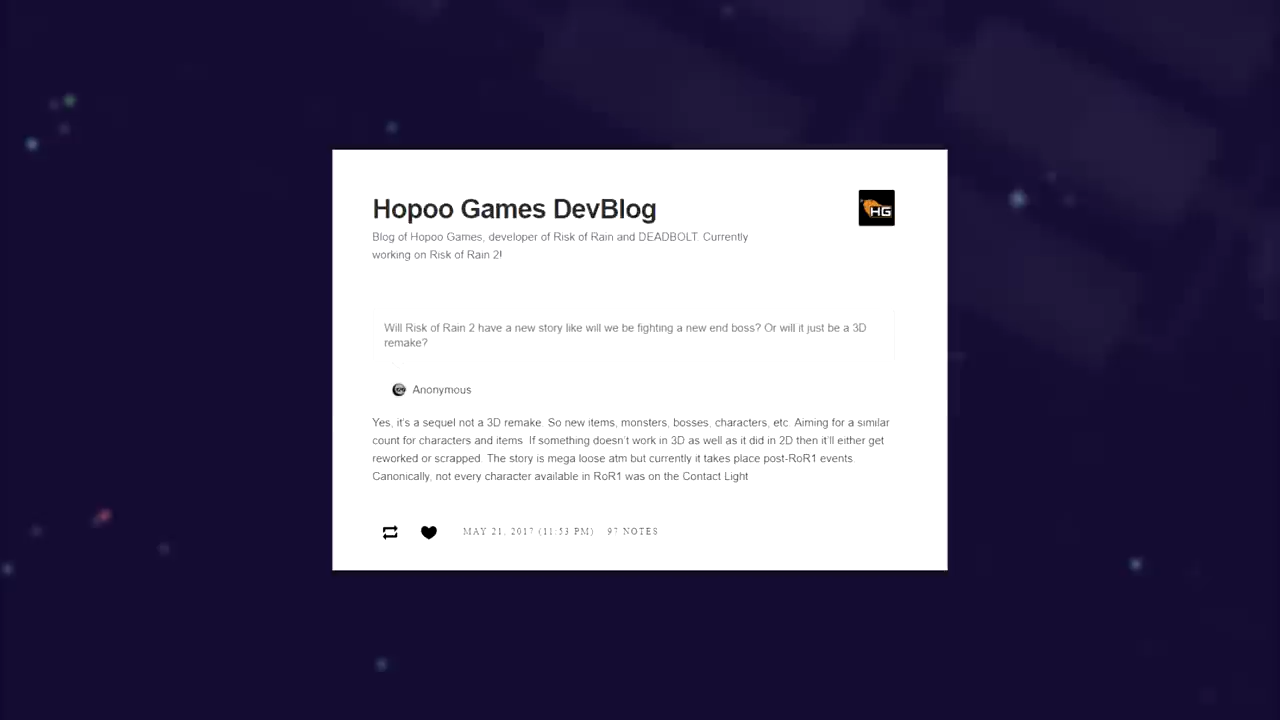 Hopoo Games DevBlog
HG
Blog of Hopoo Games, developer of Risk of Rain and DEADBOLT. Currently
working on Risk of Rain 2!
Will Risk of Rain 2 have a new story like will we be fighting a new end boss? Or will it just be a 3D
remake?
Anonymous
Yes, it's a sequel not a 3D remake. So new items, monsters, bosses, characters, etc. Aiming for a similar
count for characters and items. If something doesn't work in 3D as well as it did in 2D then it'll either get
reworked or scrapped. The story is mega loose atm but currently it takes place post-RoR1 events.
Canonically, not every character available in RoR1 was on the Contact Light
MAY 21, 2017 (11:53 PM) 97 NOTES